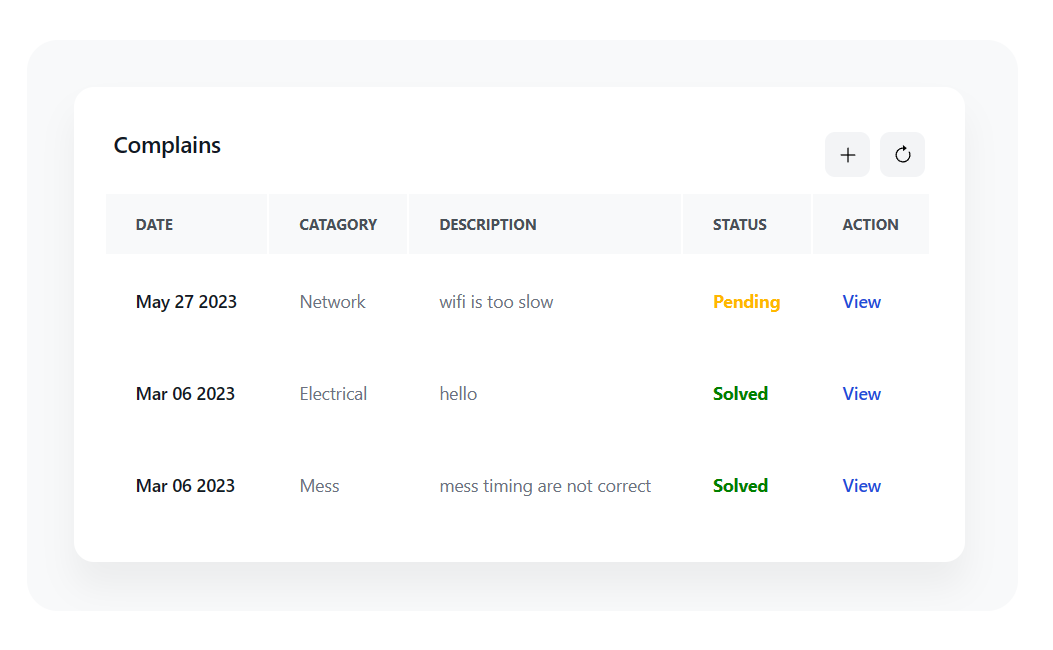 Complains
DATE CATAGORY DESCRIPTION STATUS ACTION
May 27 2023 Network wifi is too slow Pending View
Mar 06 2023 Electrical hello Solved View
Mar 06 2023 Mess mess timing are not correct Solved View